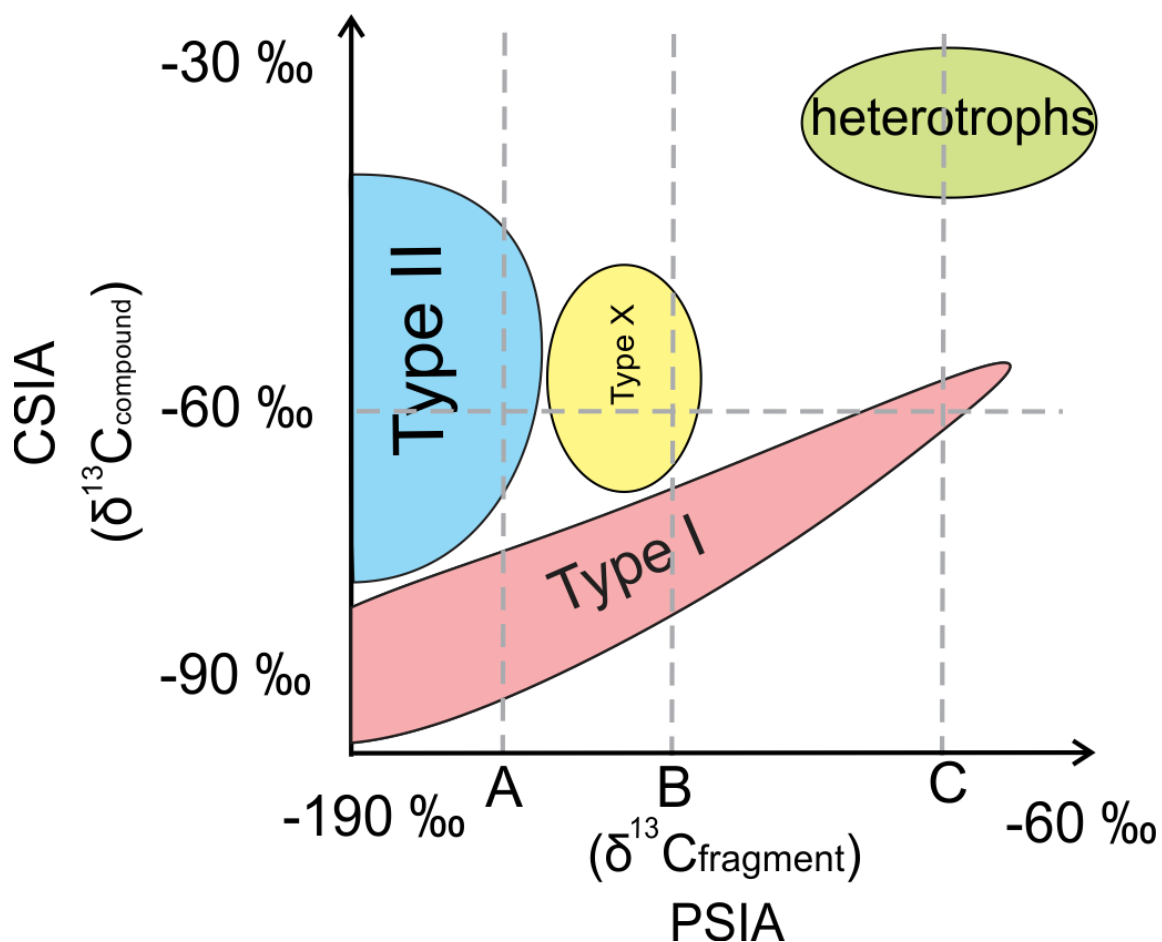 -30 ‰
heterotrophs
Type II
Type X
CSIA
(δ¹³Ccompound)
-60 ‰
Type I
-90 ‰
A
B
C
-190 ‰
-60 ‰
(δ¹³Cfragment)
PSIA